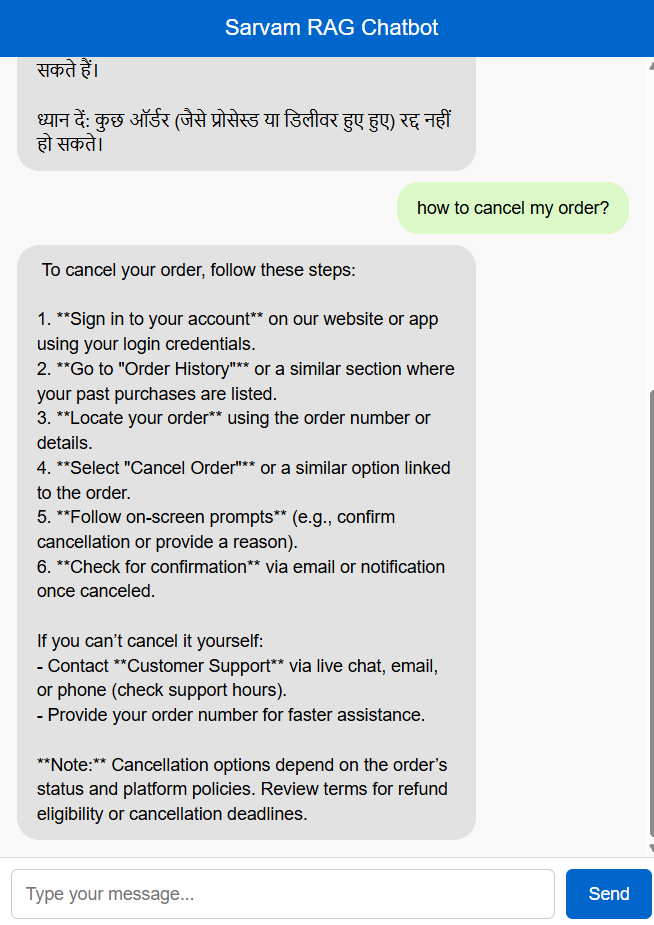 Sarvam RAG Chatbot
सकते हैं।
ध्यान दें: कुछ ऑर्डर (जैसे प्रोसेस्ड या डिलीवर हुए हुए) रद्द नहीं
हो सकते।
how to cancel my order?
To cancel your order, follow these steps:
1. **Sign in to your account** on our website or app
using your login credentials.
2. **Go to "Order History"** or a similar section where
your past purchases are listed.
3. **Locate your order** using the order number or
details.
4. **Select "Cancel Order"** or a similar option linked
to the order.
5. **Follow on-screen prompts** (e.g., confirm
cancellation or provide a reason).
6. **Check for confirmation** via email or notification
once canceled.
If you can’t cancel it yourself:
- Contact **Customer Support** via live chat, email,
or phone (check support hours).
- Provide your order number for faster assistance.
**Note:** Cancellation options depend on the order’s
status and platform policies. Review terms for refund
eligibility or cancellation deadlines.
Type your message...
Send